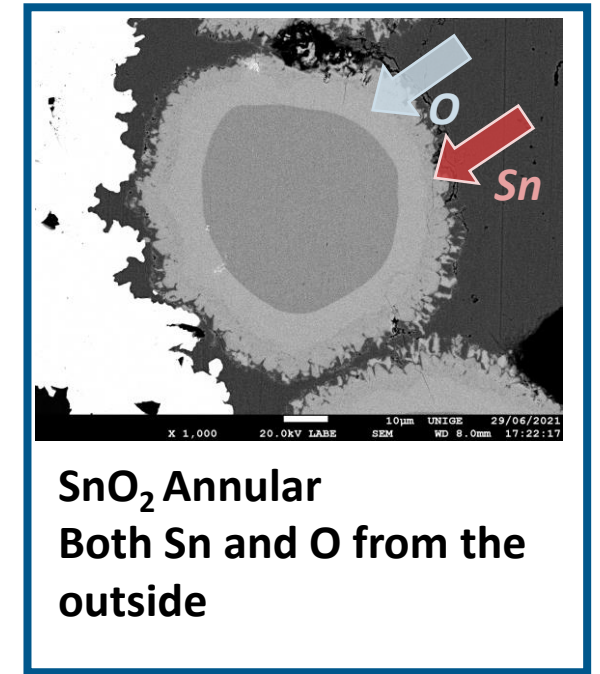 O
Sn
10μm UNIGE 29/06/2021
X 1,000 20.0kV LABE SEM WD 8.0mm 17:22:17
SnO₂ Annular
Both Sn and O from the
outside